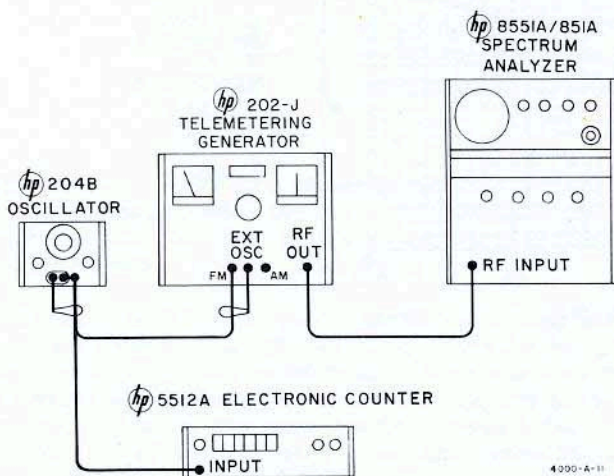 hp 8551A/851A
SPECTRUM
ANALYZER
hp 202-J
TELEMETERING
GENERATOR
hp 204B
OSCILLATOR
EXT
OSC
RF
OUT
FM
AM
RF INPUT
hp 5512A ELECTRONIC COUNTER
INPUT
4000-A-11